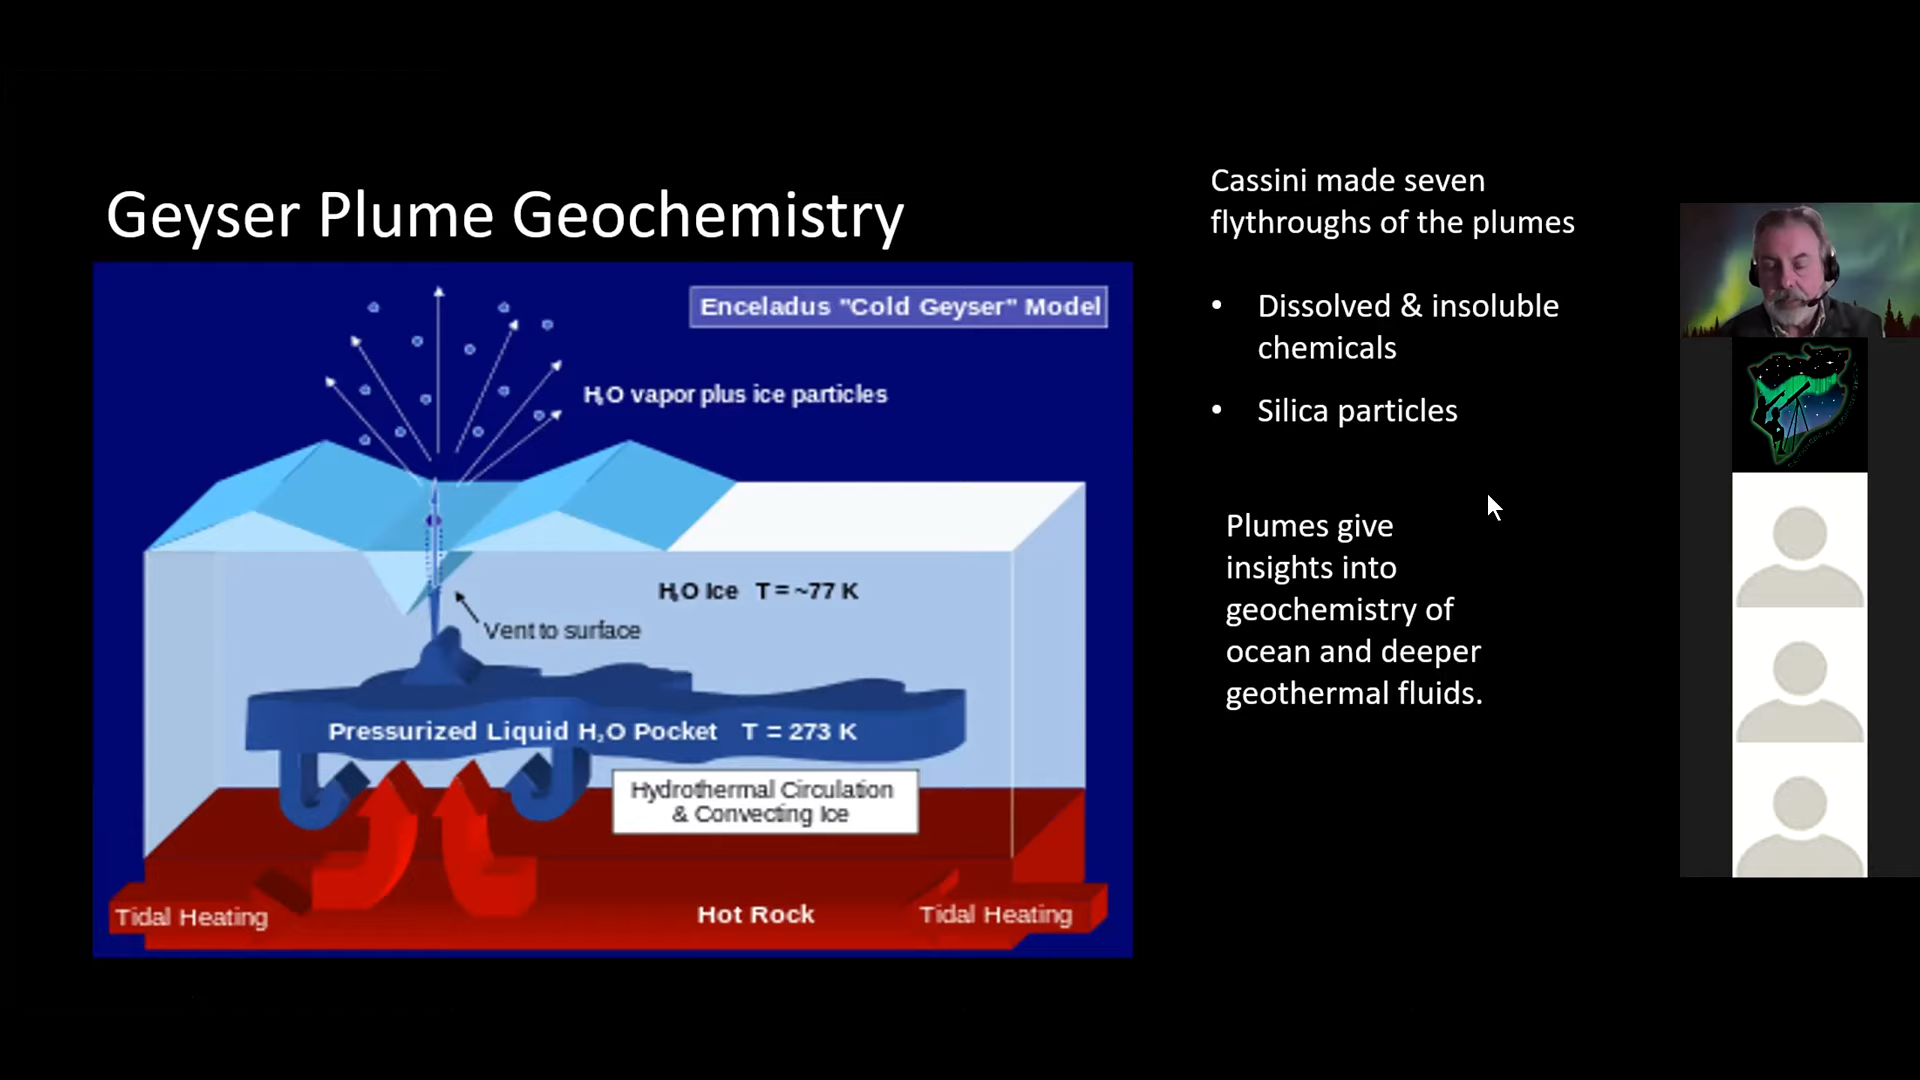 Geyser Plume Geochemistry
Enceladus "Cold Geyser" Model
H₂O vapor plus ice particles
H₂O Ice T = ~77 K
Vent to surface
Pressurized Liquid H₂O Pocket T = 273 K
Hydrothermal Circulation
& Convecting Ice
Tidal Heating
Hot Rock
Tidal Heating
Cassini made seven
flythroughs of the plumes
• Dissolved & insoluble
chemicals
• Silica particles
Plumes give
insights into
geochemistry of
ocean and deeper
geothermal fluids.